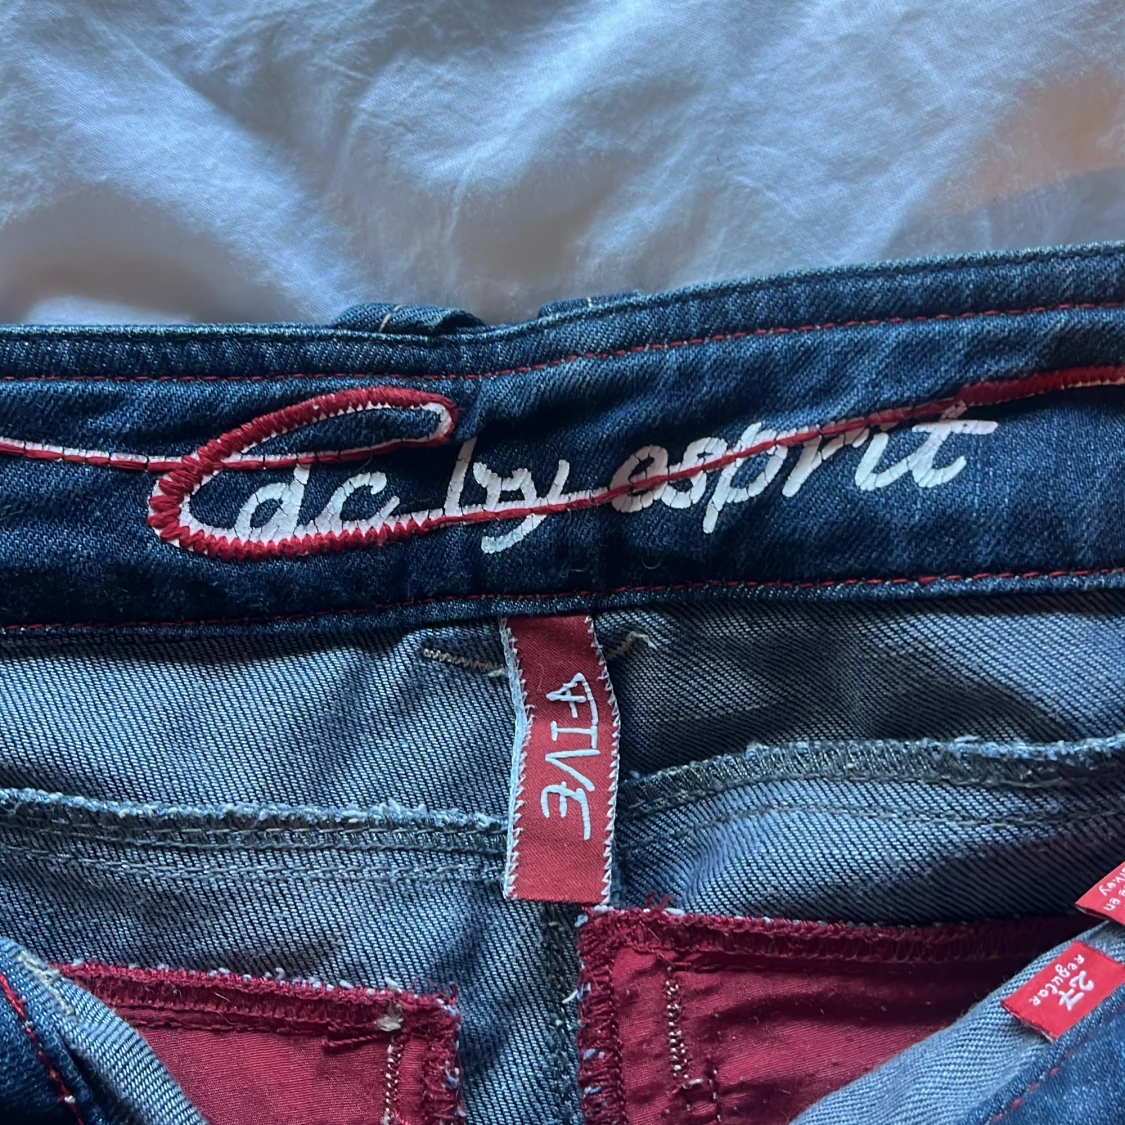 edc by esprit
FIVE
27
Regular